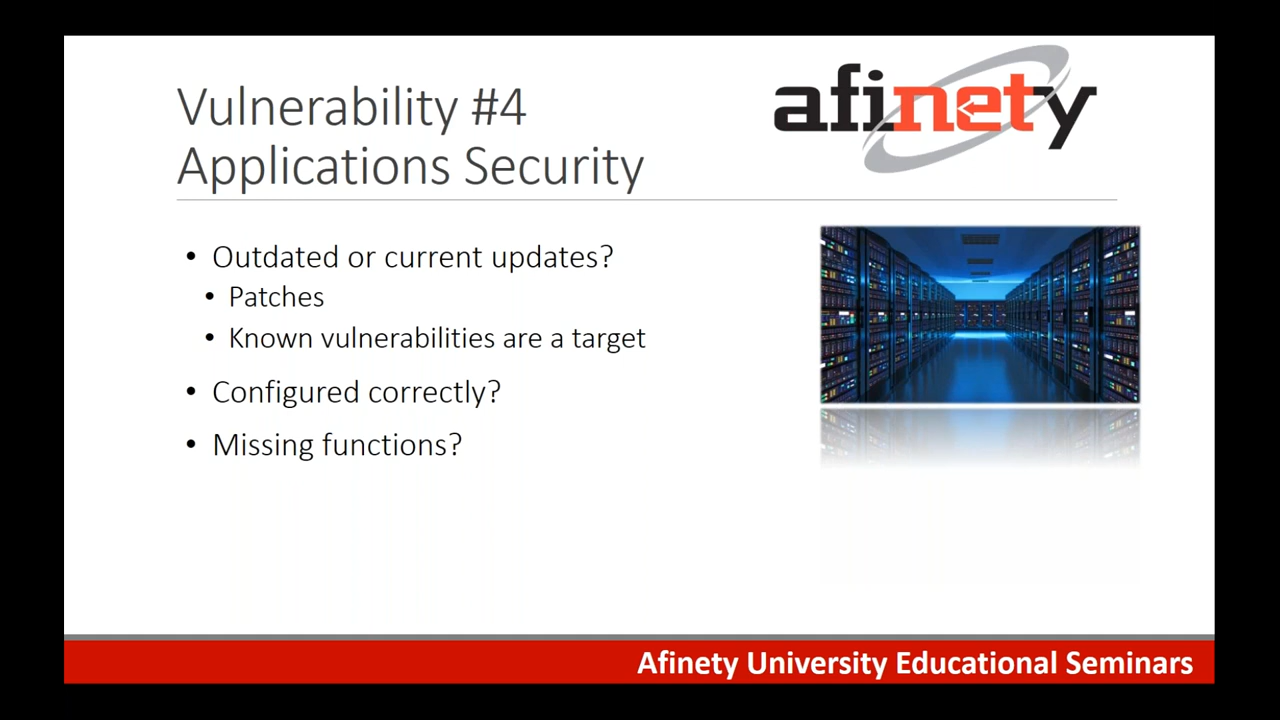 Vulnerability #4
Applications Security
afinety
• Outdated or current updates?
• Patches
• Known vulnerabilities are a target
• Configured correctly?
• Missing functions?
Afinety University Educational Seminars